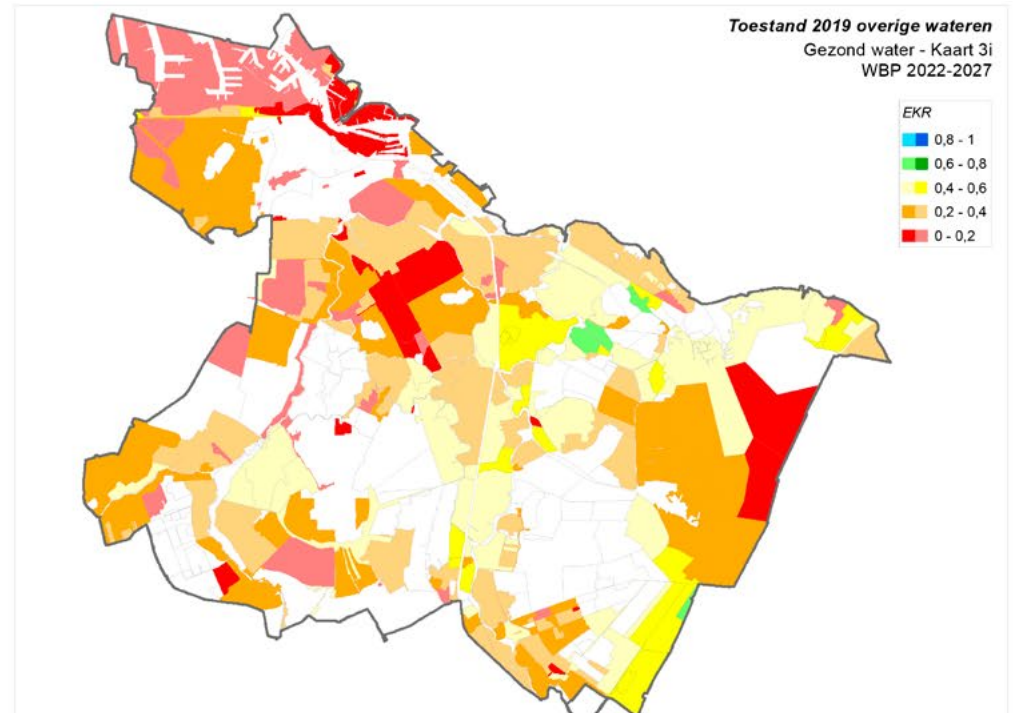 Toestand 2019 overige wateren
Gezond water - Kaart 3i
WBP 2022-2027
EKR
0,8 - 1
0,6 - 0,8
0,4 - 0,6
0,2 - 0,4
0 - 0,2